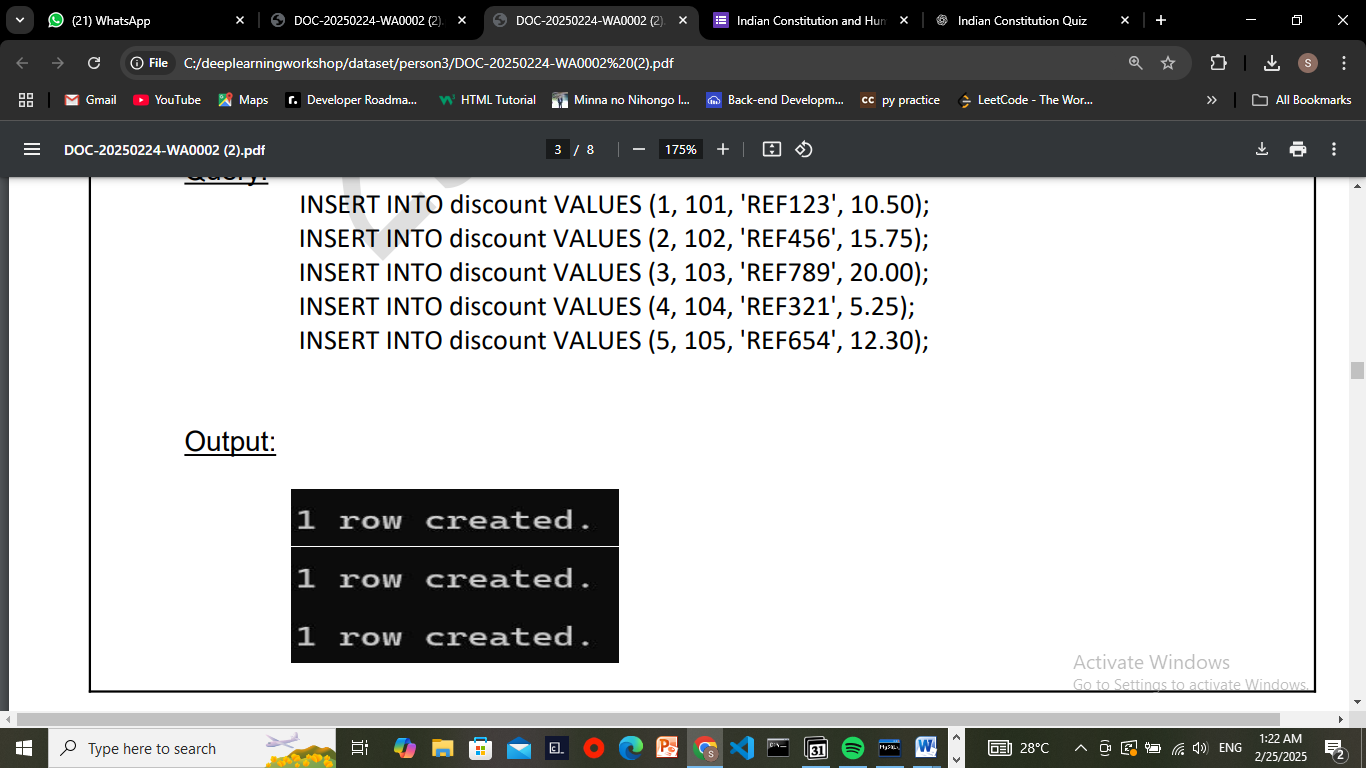 (21) WhatsApp
DOC-20250224-WA0002 (2).
DOC-20250224-WA0002 (2).
Indian Constitution and Hum
Indian Constitution Quiz
File
C:/deeplearningworkshop/dataset/person3/DOC-20250224-WA0002%20(2).pdf
S
Gmail
YouTube
Maps
Developer Roadma...
HTML Tutorial
Minna no Nihongo I...
Back-end Developm...
CC py practice
LeetCode - The Wor...
»
All Bookmarks
DOC-20250224-WA0002 (2).pdf
3 / 8
175%
Query:
INSERT INTO discount VALUES (1, 101, 'REF123', 10.50);
INSERT INTO discount VALUES (2, 102, 'REF456', 15.75);
INSERT INTO discount VALUES (3, 103, 'REF789', 20.00);
INSERT INTO discount VALUES (4, 104, 'REF321', 5.25);
INSERT INTO discount VALUES (5, 105, 'REF654', 12.30);
Output:
1 row created.
1 row created.
1 row created.
Activate Windows
Go to Settings to activate Windows.
Type here to search
31
28°C
ENG
1:22 AM
2/25/2025
2